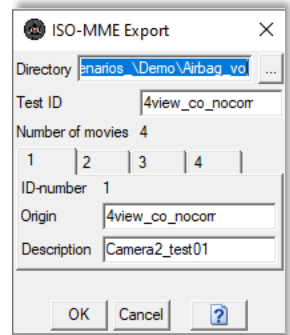 ISO-MME Export
Directory enarios_\Demo\Airbag_vol ...
Test ID 4view_co_nocorr
Number of movies 4
1 2 3 4
ID-number 1
Origin 4view_co_nocorr
Description Camera2_test01
OK Cancel ?